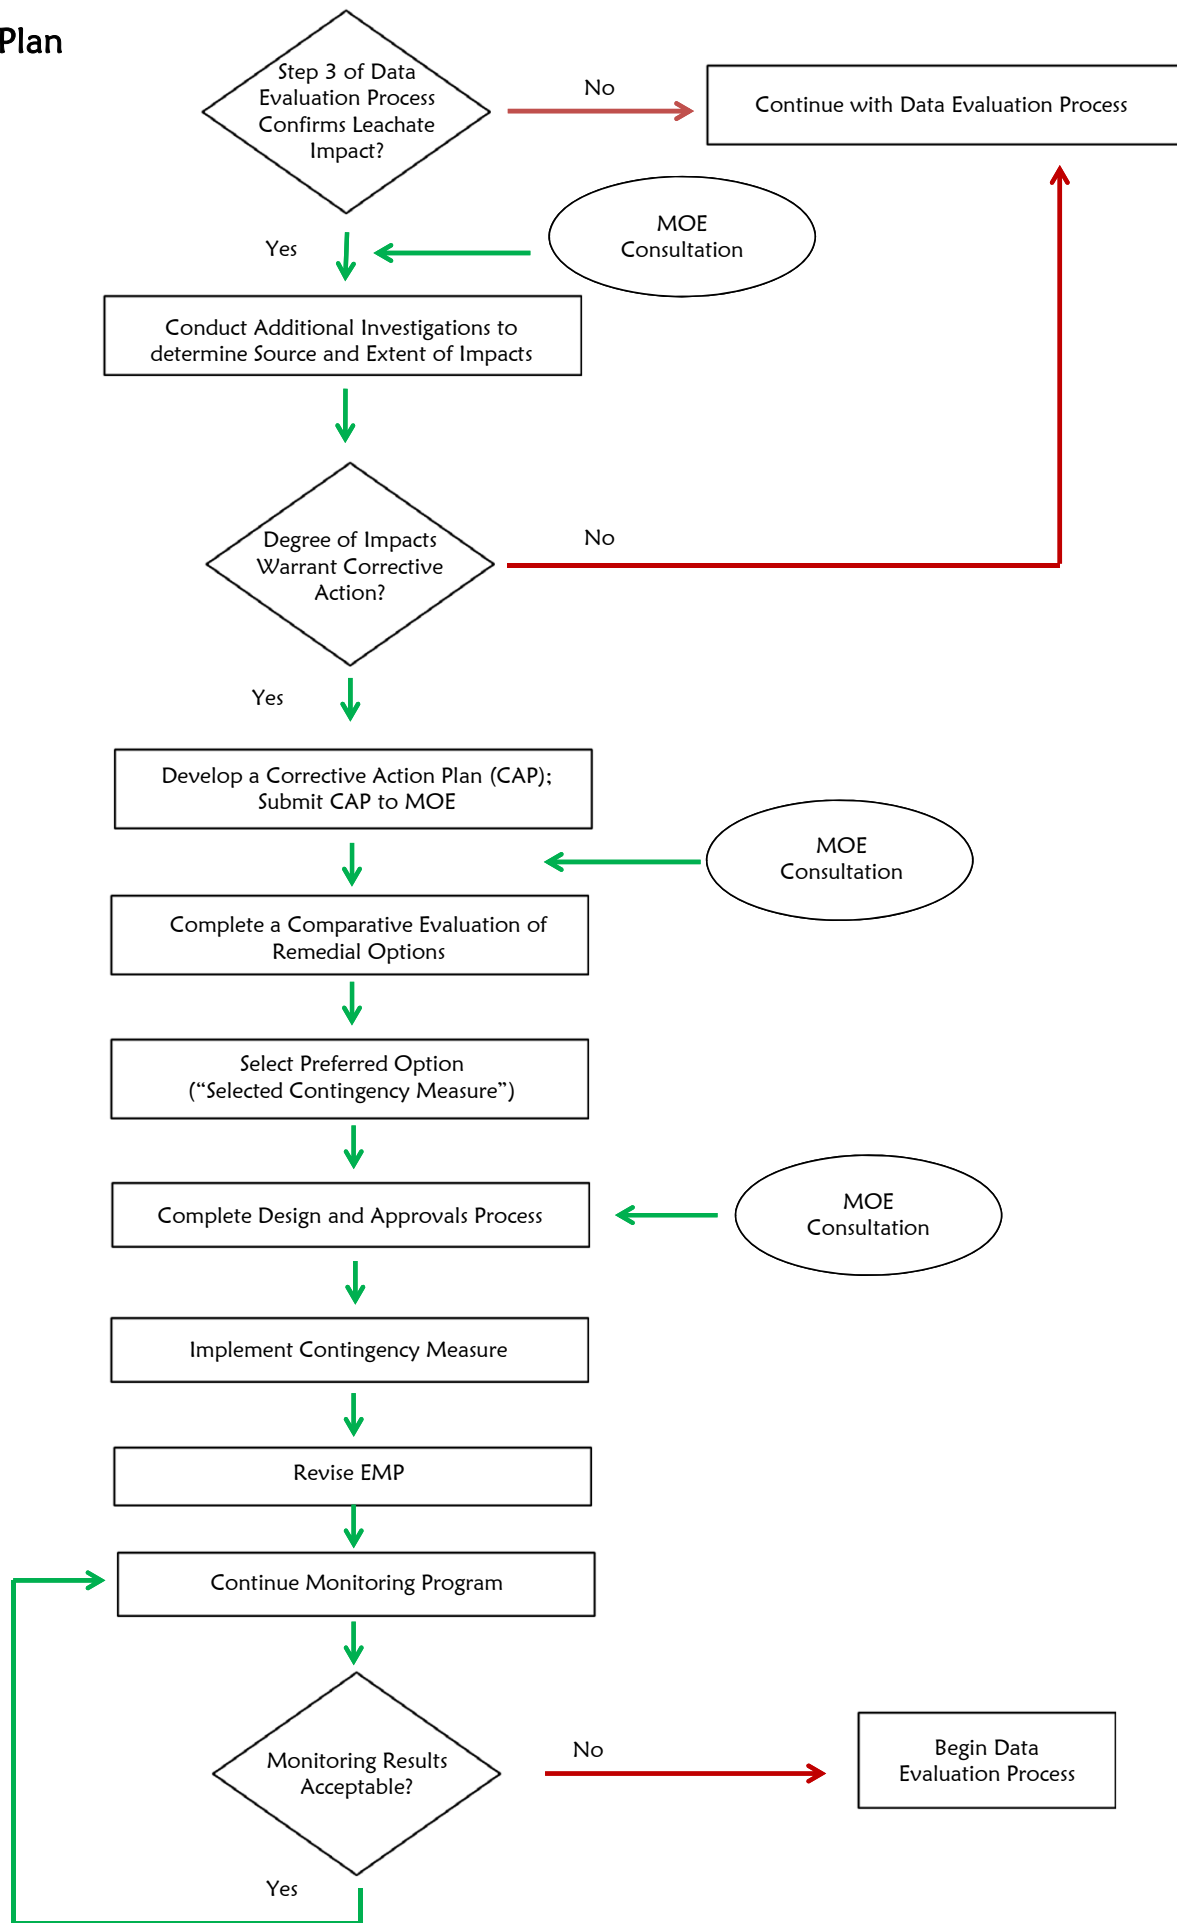 Plan
Step 3 of Data
Evaluation Process
Confirms Leachate
Impact?
No
Continue with Data Evaluation Process
MOE
Consultation
Yes
Conduct Additional Investigations to
determine Source and Extent of Impacts
Degree of Impacts
Warrant Corrective
Action?
No
Yes
Develop a Corrective Action Plan (CAP);
Submit CAP to MOE
MOE
Consultation
Complete a Comparative Evaluation of
Remedial Options
Select Preferred Option
(“Selected Contingency Measure”)
MOE
Consultation
Complete Design and Approvals Process
Implement Contingency Measure
Revise EMP
Continue Monitoring Program
Monitoring Results
Acceptable?
No
Begin Data
Evaluation Process
Yes